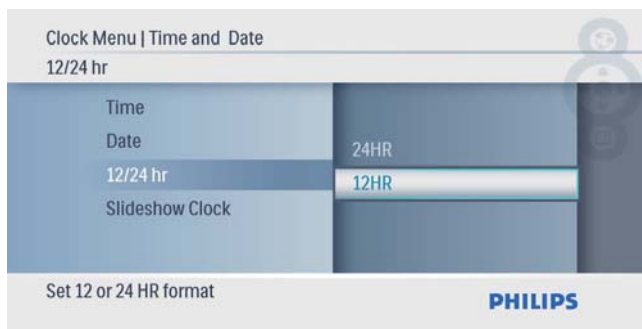 Clock Menu | Time and Date
12/24 hr
Time
Date
12/24 hr
Slideshow Clock
24HR
12HR
Set 12 or 24 HR format
PHILIPS